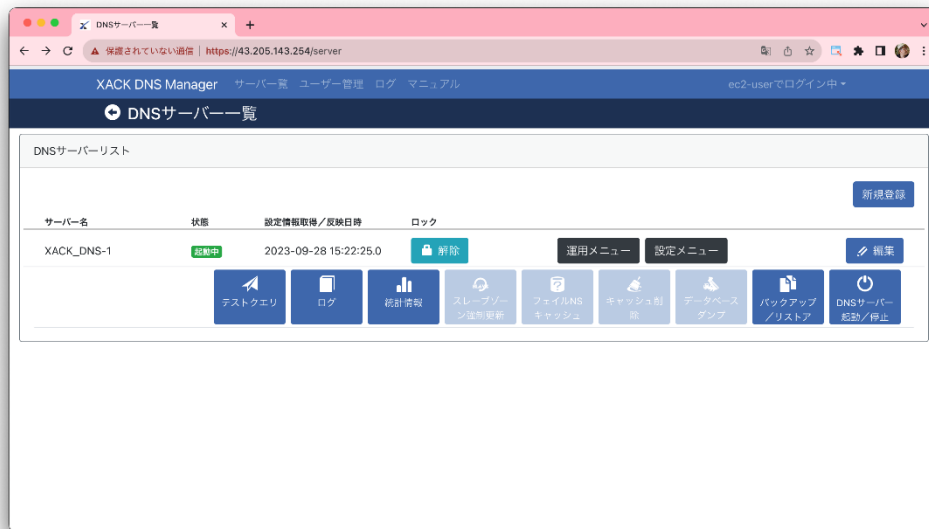 DNSサーバー一覧
保護されていない通信 | https://43.205.143.254/server
XACK DNS Manager サーバー一覧 ユーザー管理 ログ マニュアル ec2-userでログイン中
DNSサーバー一覧
DNSサーバーリスト
新規登録
サーバー名 状態 設定情報取得／反映日時 ロック
XACK_DNS-1 起動中 2023-09-28 15:22:25.0 解除 運用メニュー 設定メニュー 編集
テストクエリ ログ 統計情報 スレーブゾー フェイルNS キャッシュ削 データベース バックアップ DNSサーバー
ン強制更新 キャッシュ 除 ダンプ ／リストア 起動／停止